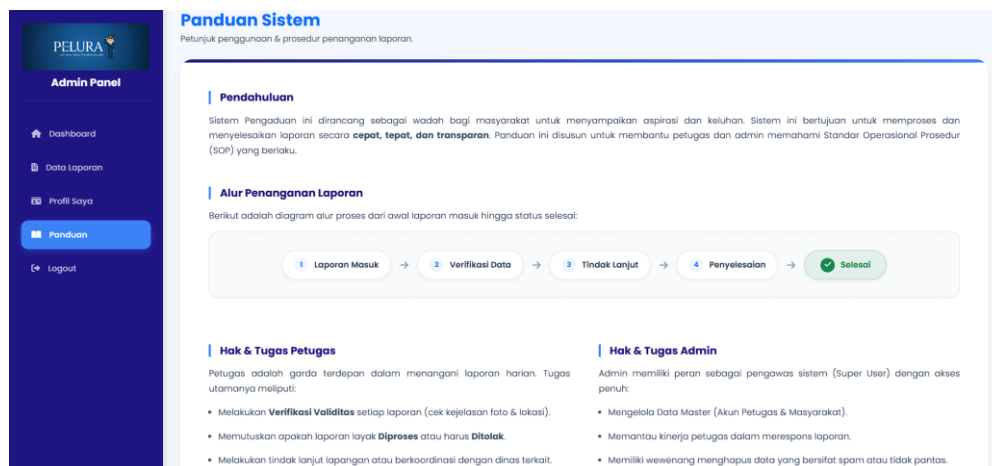 PELURA
Admin Panel
Dashboard
Data Laporan
Profil Saya
Panduan
Logout
Panduan Sistem
Petunjuk penggunaan & prosedur penanganan laporan.
Pendahuluan
Sistem Pengaduan ini dirancang sebagai wadah bagi masyarakat untuk menyampaikan aspirasi dan keluhan. Sistem ini bertujuan untuk memproses dan
menyelesaikan laporan secara cepat, tepat, dan transparan. Panduan ini disusun untuk membantu petugas dan admin memahami Standar Operasional Prosedur
(SOP) yang berlaku.
Alur Penanganan Laporan
Berikut adalah diagram alur proses dari awal laporan masuk hingga status selesai:
1 Laporan Masuk → 2 Verifikasi Data → 3 Tindak Lanjut → 4 Penyelesaian → Selesai
Hak & Tugas Petugas
Petugas adalah garda terdepan dalam menangani laporan harian. Tugas
utamanya meliputi:
• Melakukan Verifikasi Validitas setiap laporan (cek kejelasan foto & lokasi).
• Memutuskan apakah laporan layak Diproses atau harus Ditolak.
• Melakukan tindak lanjut lapangan atau berkoordinasi dengan dinas terkait.
Hak & Tugas Admin
Admin memiliki peran sebagai pengawas sistem (Super User) dengan akses
penuh:
• Mengelola Data Master (Akun Petugas & Masyarakat).
• Memantau kinerja petugas dalam merespons laporan.
• Memiliki wewenang menghapus data yang bersifat spam atau tidak pantas.